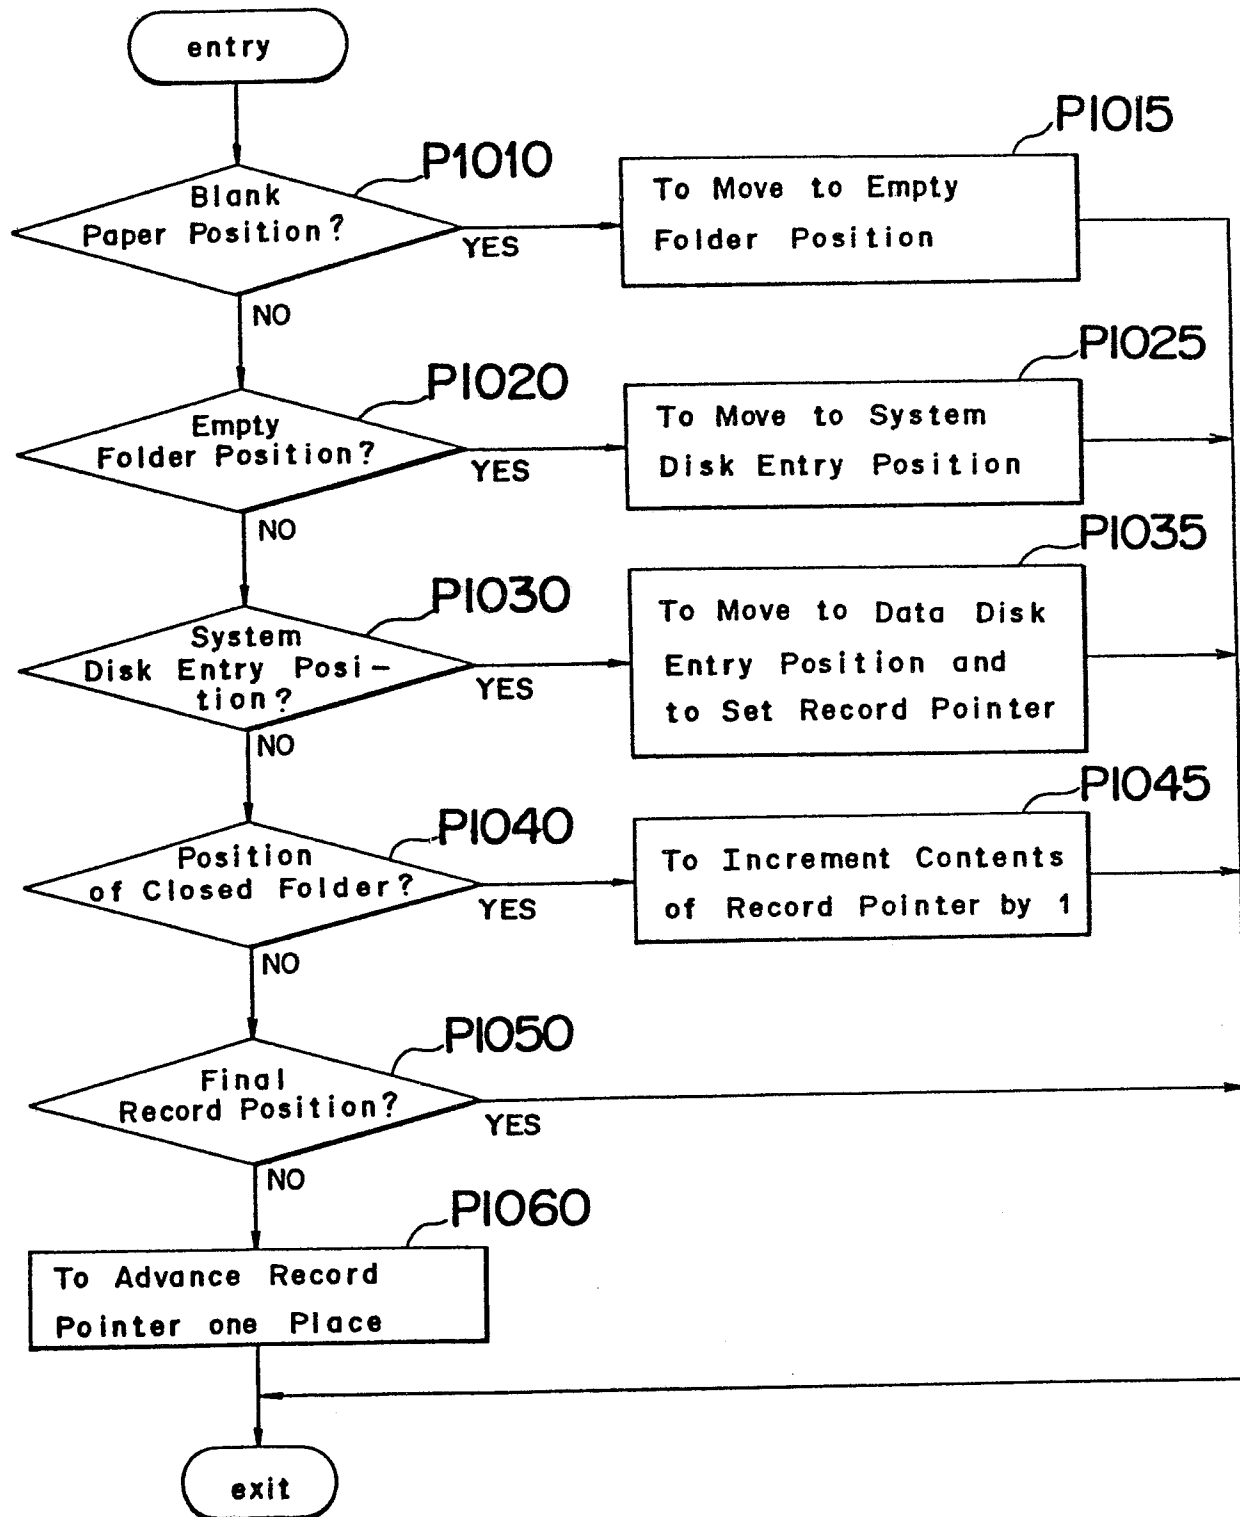 entry
P1010
Blank
Paper Position?
YES
NO
P1015
To Move to Empty
Folder Position
P1020
Empty
Folder Position?
YES
NO
P1025
To Move to System
Disk Entry Position
P1030
System
Disk Entry Posi-
tion?
YES
NO
P1035
To Move to Data Disk
Entry Position and
to Set Record Pointer
P1040
Position
of Closed Folder?
YES
NO
P1045
To Increment Contents
of Record Pointer by 1
P1050
Final
Record Position?
YES
NO
P1060
To Advance Record
Pointer one Place
exit